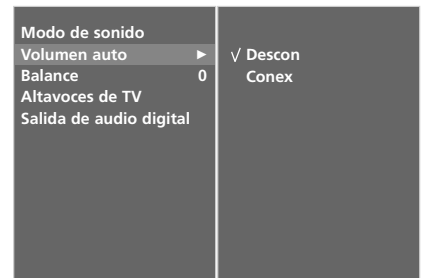 Modo de sonido
Volumen auto ►
Balance 0
Altavoces de TV
Salida de audio digital
√ Descon
Conex